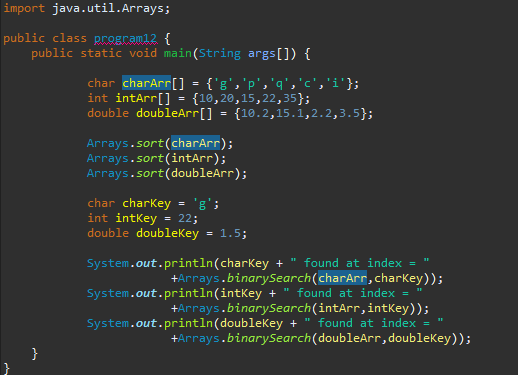 import java.util.Arrays;
public class program12 {
public static void main(String args[]) {
char charArr[] = {'g','p','q','c','i'};
int intArr[] = {10,20,15,22,35};
double doubleArr[] = {10.2,15.1,2.2,3.5};
Arrays.sort(charArr);
Arrays.sort(intArr);
Arrays.sort(doubleArr);
char charKey = 'g';
int intKey = 22;
double doubleKey = 1.5;
System.out.println(charKey + " found at index = "
+Arrays.binarySearch(charArr,charKey));
System.out.println(intKey + " found at index = "
+Arrays.binarySearch(intArr,intKey));
System.out.println(doubleKey + " found at index = "
+Arrays.binarySearch(doubleArr,doubleKey));
}
}